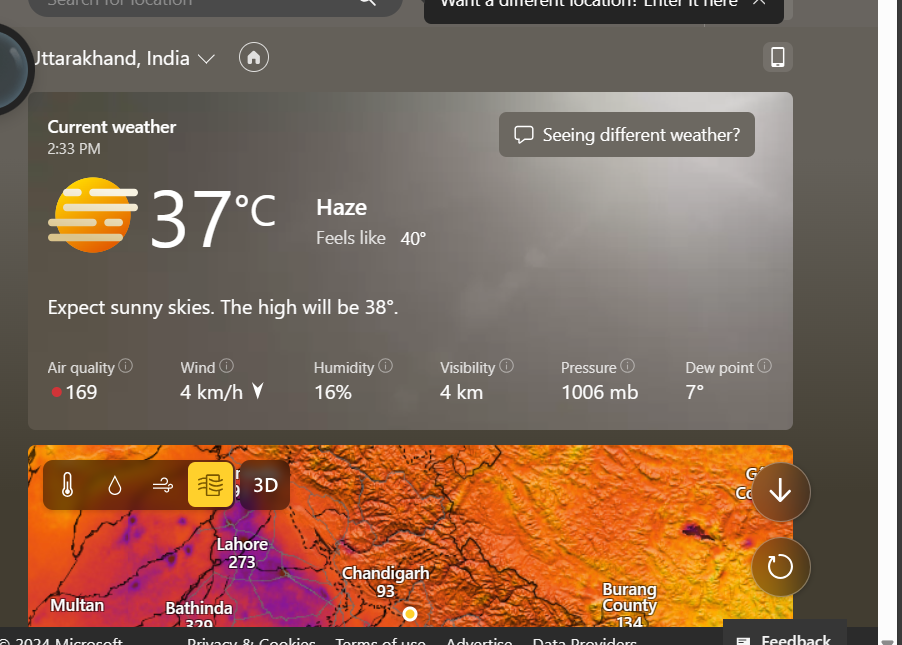 Search for location
Want a different location? Enter it here
Uttarakhand, India
Current weather
2:33 PM
Seeing different weather?
37°C
Haze
Feels like 40°
Expect sunny skies. The high will be 38°.
Air quality Wind Humidity Visibility Pressure Dew point
169 4 km/h 16% 4 km 1006 mb 7°
3D
Lahore
273
Chandigarh
93
Burang
County
134
Multan
Bathinda
329
© 2024 Microsoft Privacy & Cookies Terms of use Advertise Data Providers
Feedback